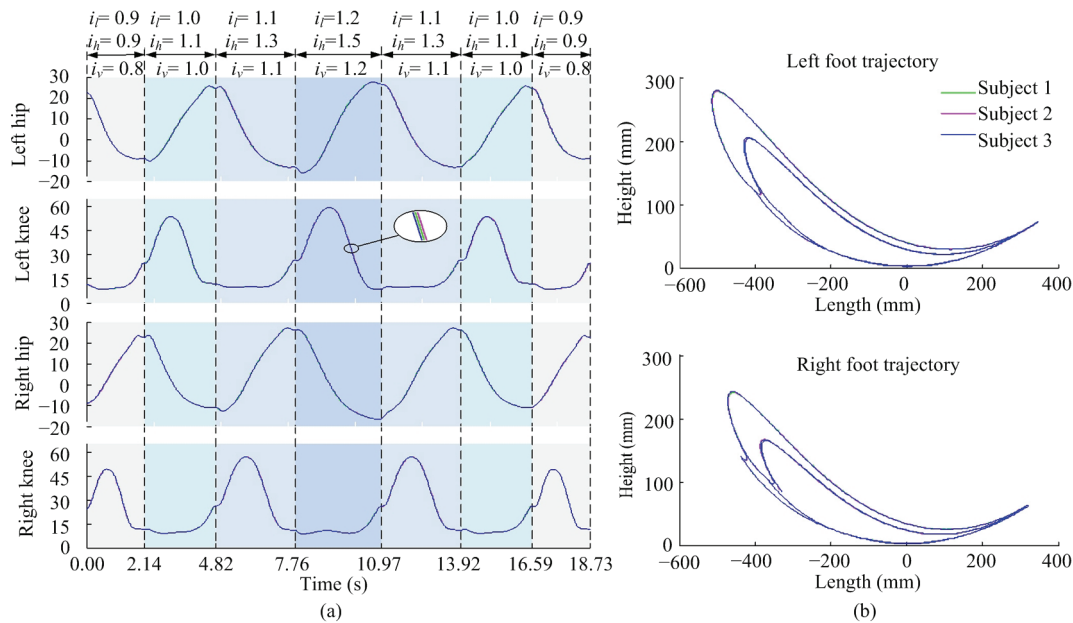 i_l= 0.9 i_l= 1.0 i_l= 1.1 i_l=1.2 i_l= 1.1 i_l= 1.0 i_l= 0.9
i_h= 0.9 i_h= 1.1 i_h= 1.3 i_h= 1.5 i_h= 1.3 i_h= 1.1 i_h= 0.9
i_v= 0.8 i_v= 1.0 i_v= 1.1 i_v= 1.2 i_v= 1.1 i_v= 1.0 i_v= 0.8
Left hip
30
20
10
0
−10
−20
Left knee
60
45
30
15
0
Right hip
30
20
10
0
−10
−20
Right knee
60
45
30
15
0
0.00 2.14 4.82 7.76 10.97 13.92 16.59 18.73
Time (s)
(a)
Left foot trajectory
Subject 1
Subject 2
Subject 3
Height (mm)
300
200
100
0
−600 −400 −200 0 200 400
Length (mm)
Right foot trajectory
Height (mm)
300
200
100
0
−600 −400 −200 0 200 400
Length (mm)
(b)